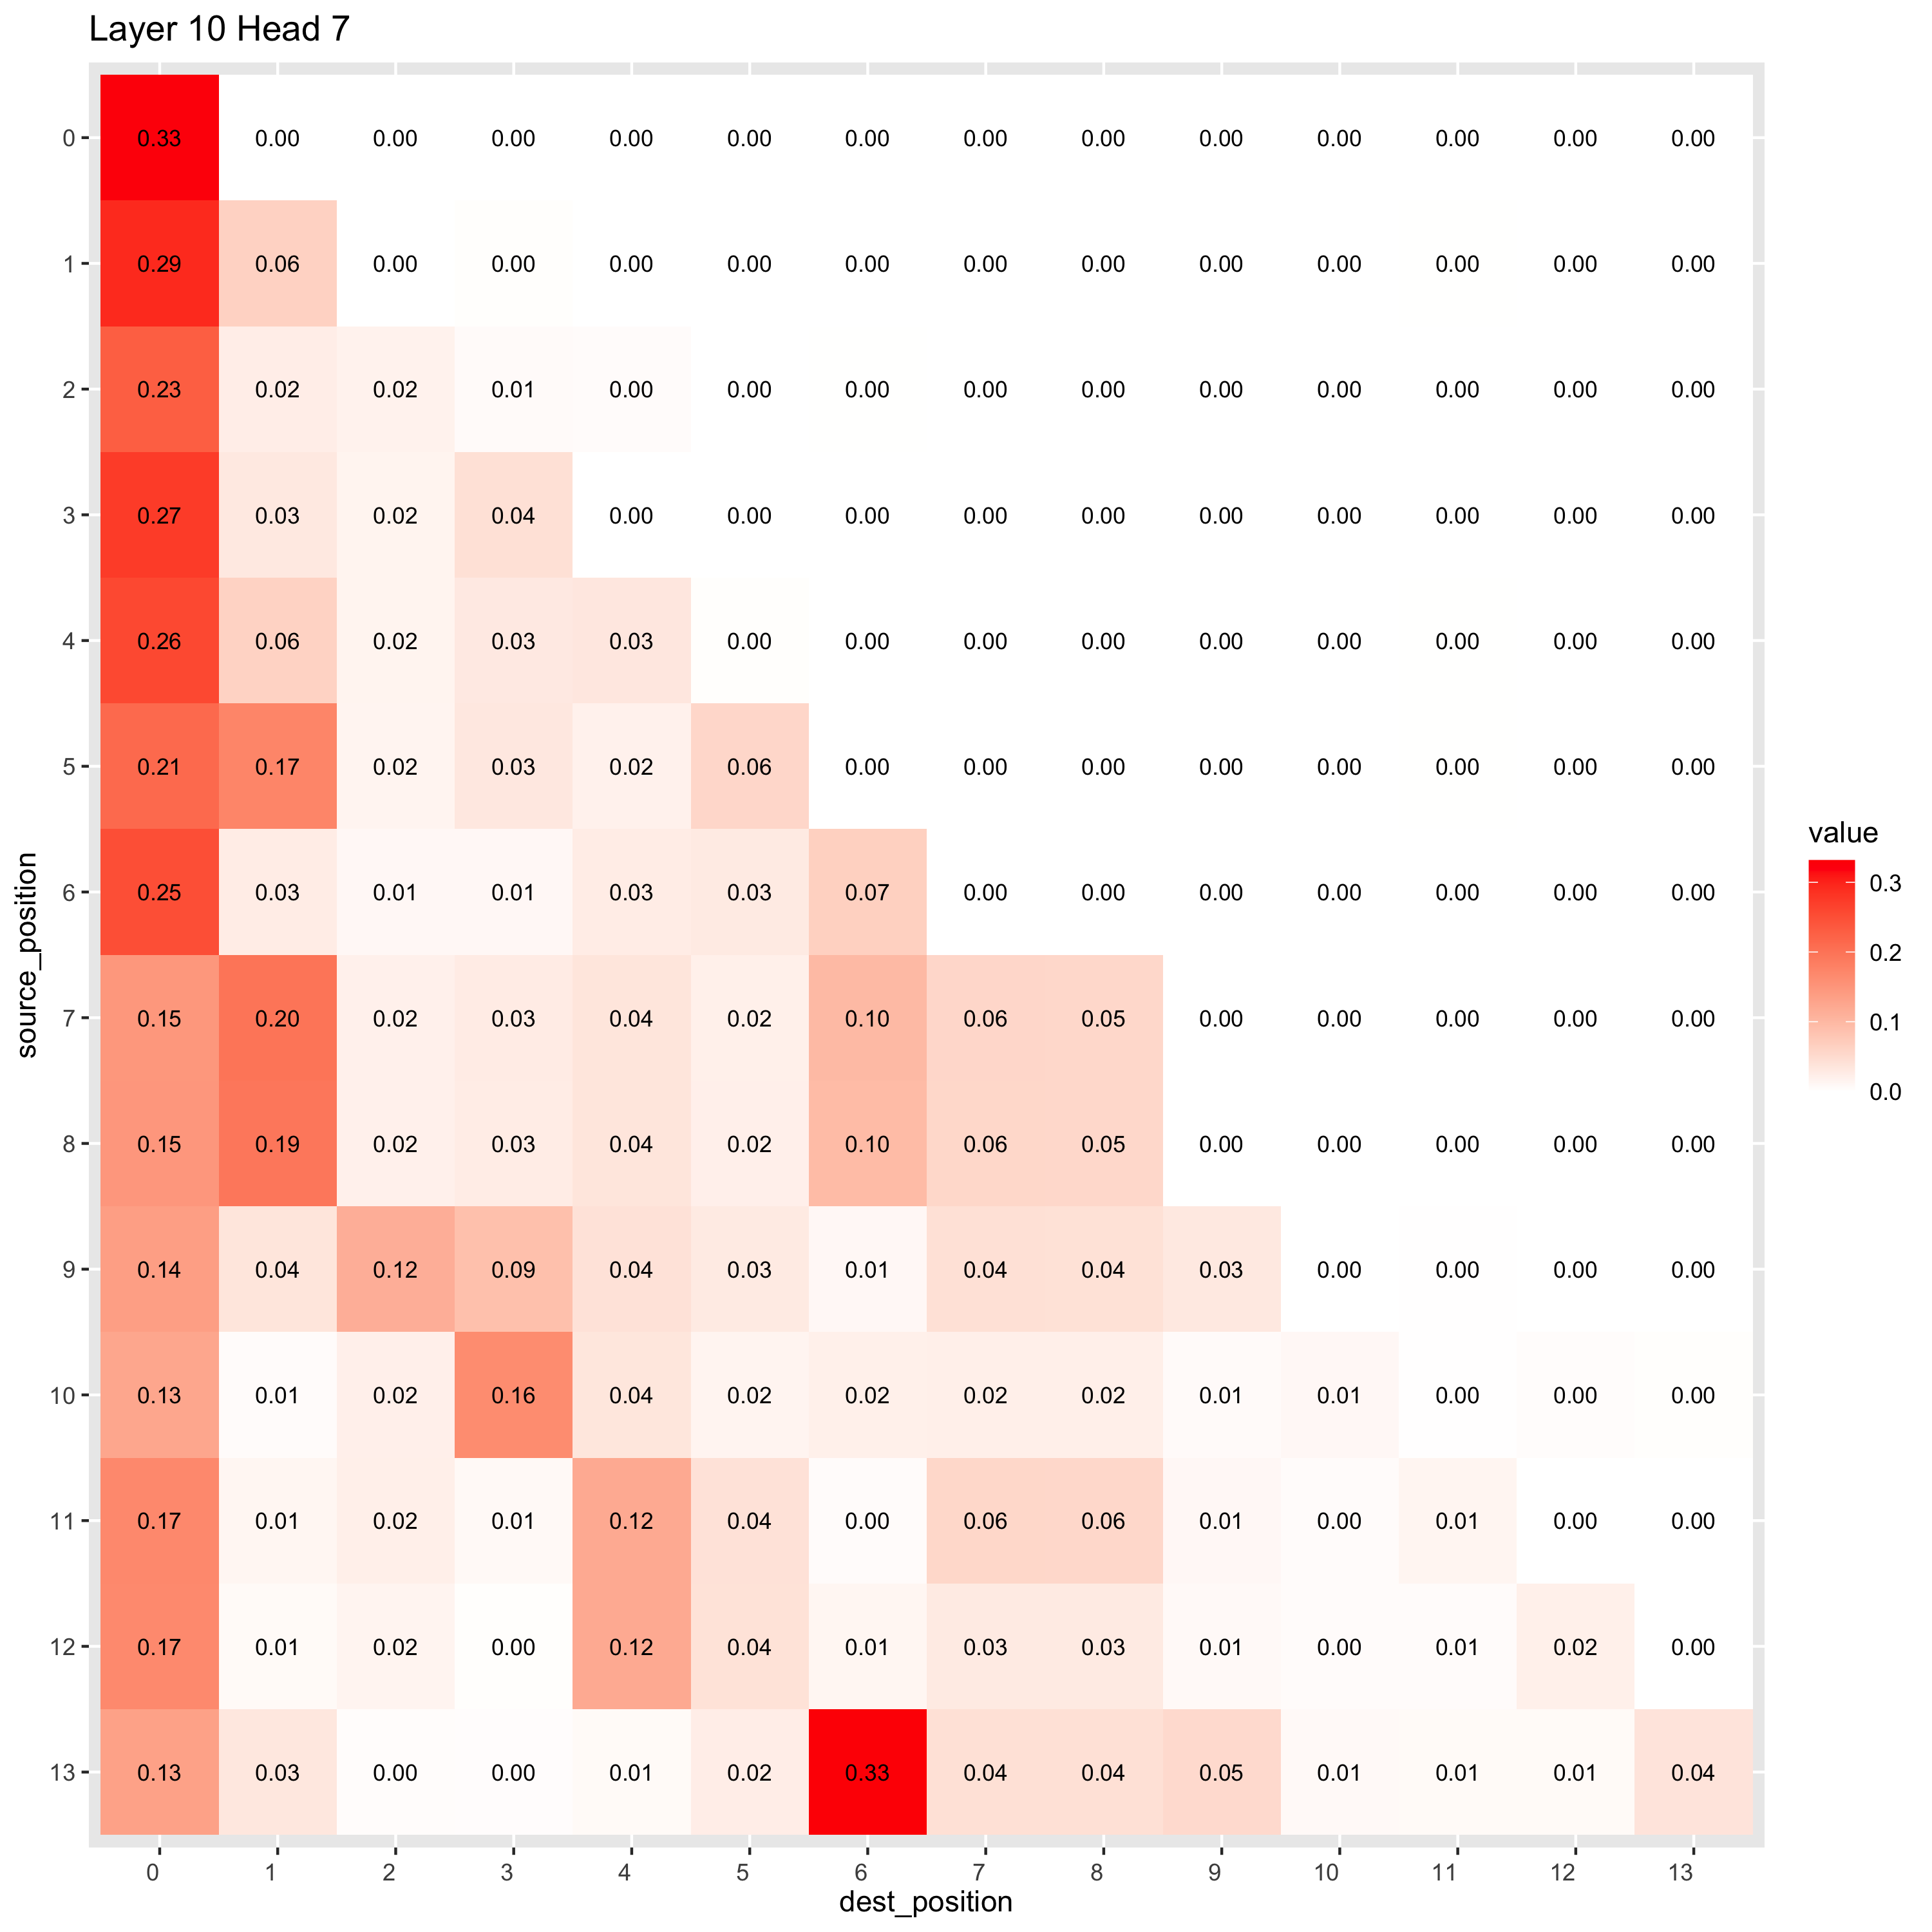 Layer 10 Head 7
0 0.33 0.00 0.00 0.00 0.00 0.00 0.00 0.00 0.00 0.00 0.00 0.00 0.00 0.00
1 0.29 0.06 0.00 0.00 0.00 0.00 0.00 0.00 0.00 0.00 0.00 0.00 0.00 0.00
2 0.23 0.02 0.02 0.01 0.00 0.00 0.00 0.00 0.00 0.00 0.00 0.00 0.00 0.00
3 0.27 0.03 0.02 0.04 0.00 0.00 0.00 0.00 0.00 0.00 0.00 0.00 0.00 0.00
4 0.26 0.06 0.02 0.03 0.03 0.00 0.00 0.00 0.00 0.00 0.00 0.00 0.00 0.00
5 0.21 0.17 0.02 0.03 0.02 0.06 0.00 0.00 0.00 0.00 0.00 0.00 0.00 0.00
6 0.25 0.03 0.01 0.01 0.03 0.03 0.07 0.00 0.00 0.00 0.00 0.00 0.00 0.00
7 0.15 0.20 0.02 0.03 0.04 0.02 0.10 0.06 0.05 0.00 0.00 0.00 0.00 0.00
8 0.15 0.19 0.02 0.03 0.04 0.02 0.10 0.06 0.05 0.00 0.00 0.00 0.00 0.00
9 0.14 0.04 0.12 0.09 0.04 0.03 0.01 0.04 0.04 0.03 0.00 0.00 0.00 0.00
10 0.13 0.01 0.02 0.16 0.04 0.02 0.02 0.02 0.02 0.01 0.01 0.00 0.00 0.00
11 0.17 0.01 0.02 0.01 0.12 0.04 0.00 0.06 0.06 0.01 0.00 0.01 0.00 0.00
12 0.17 0.01 0.02 0.00 0.12 0.04 0.01 0.03 0.03 0.01 0.00 0.01 0.02 0.00
13 0.13 0.03 0.00 0.00 0.01 0.02 0.33 0.04 0.04 0.05 0.01 0.01 0.01 0.04
0 1 2 3 4 5 6 7 8 9 10 11 12 13
dest_position
source_position
value
0.3
0.2
0.1
0.0